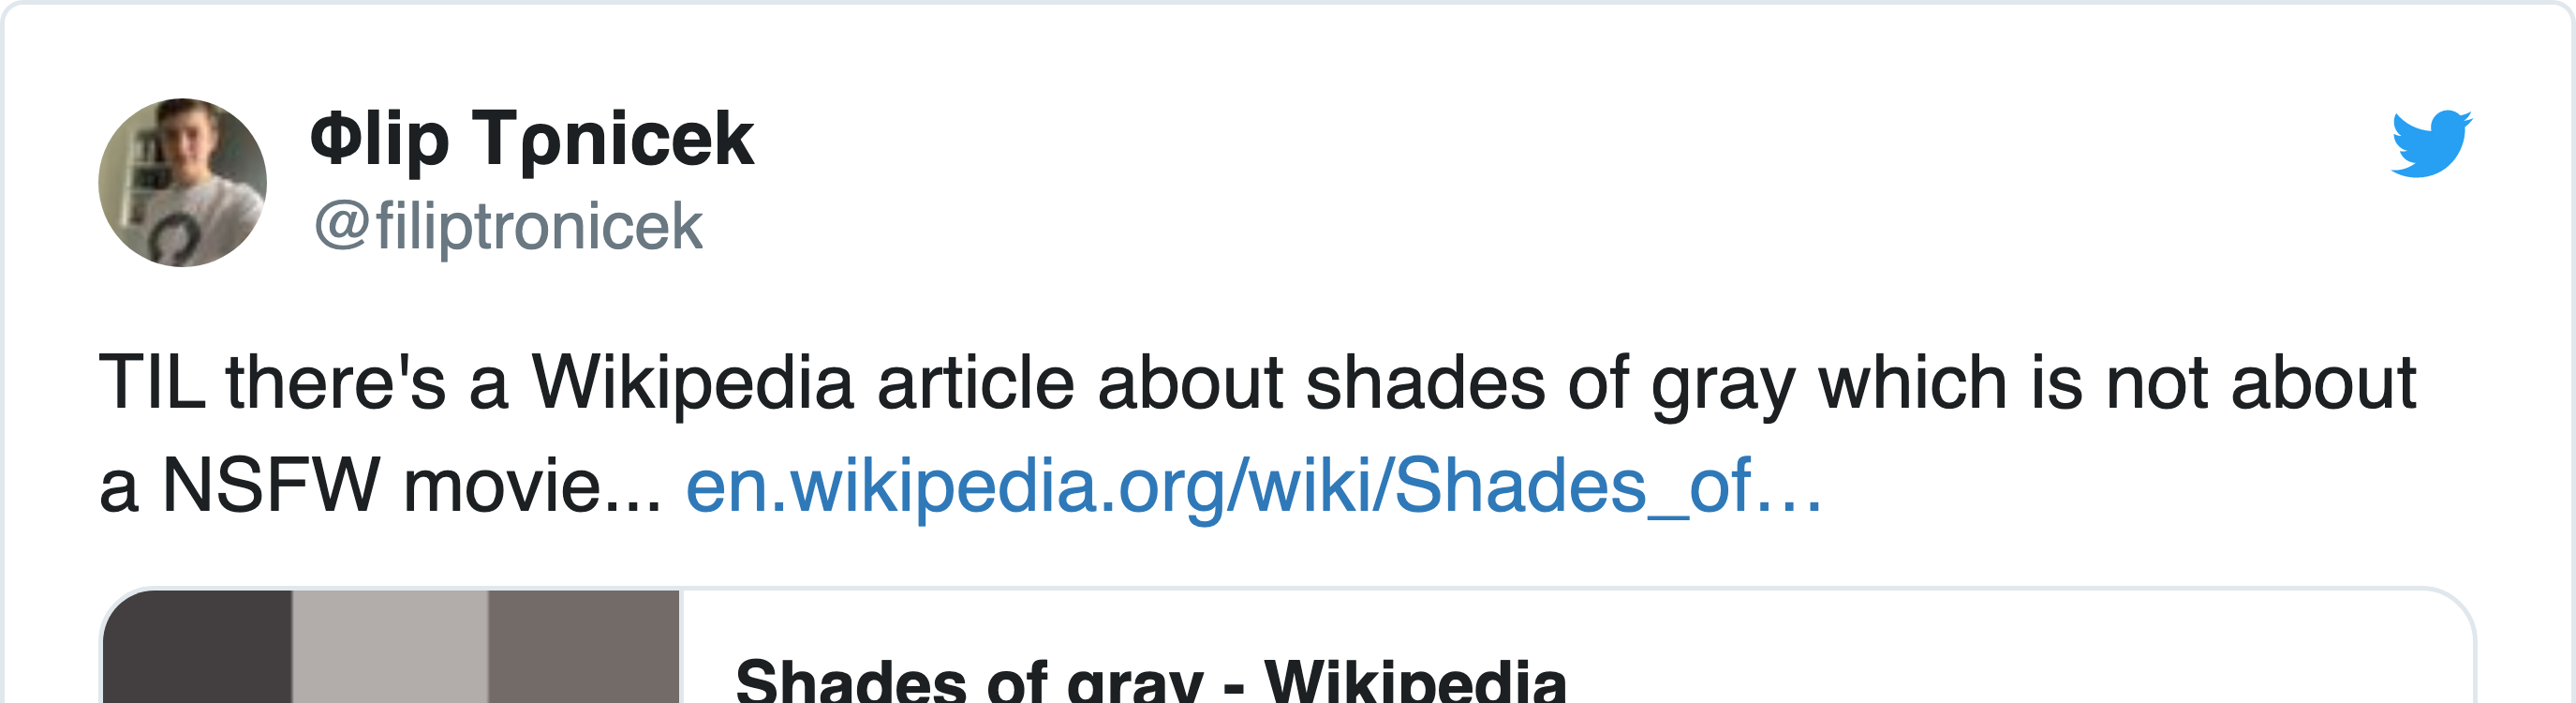 Φlip Tρnicek
@filiptronicek
TIL there's a Wikipedia article about shades of gray which is not about
a NSFW movie... en.wikipedia.org/wiki/Shades_of…
Shades of gray - Wikipedia